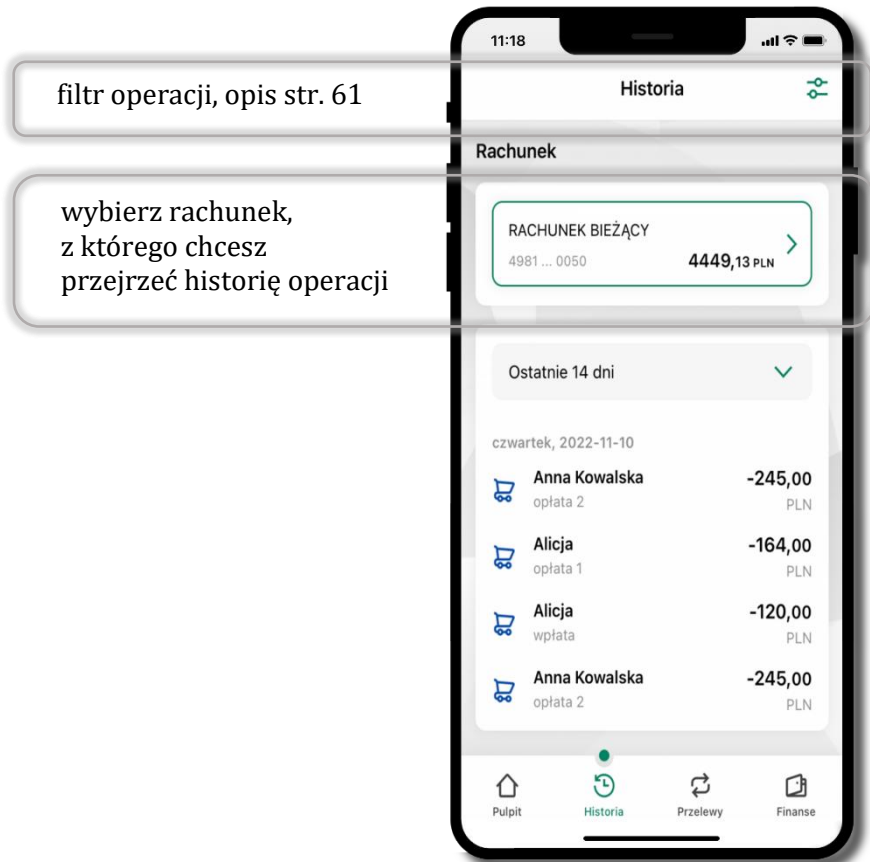 11:18
filtr operacji, opis str. 61
Historia
Rachunek
wybierz rachunek,
z którego chcesz
przejrzeć historię operacji
RACHUNEK BIEŻĄCY
4981 ... 0050 4449,13 PLN
Ostatnie 14 dni
czwartek, 2022-11-10
Anna Kowalska -245,00
opłata 2 PLN
Alicja -164,00
opłata 1 PLN
Alicja -120,00
wpłata PLN
Anna Kowalska -245,00
opłata 2 PLN
Pulpit Historia Przelewy Finanse